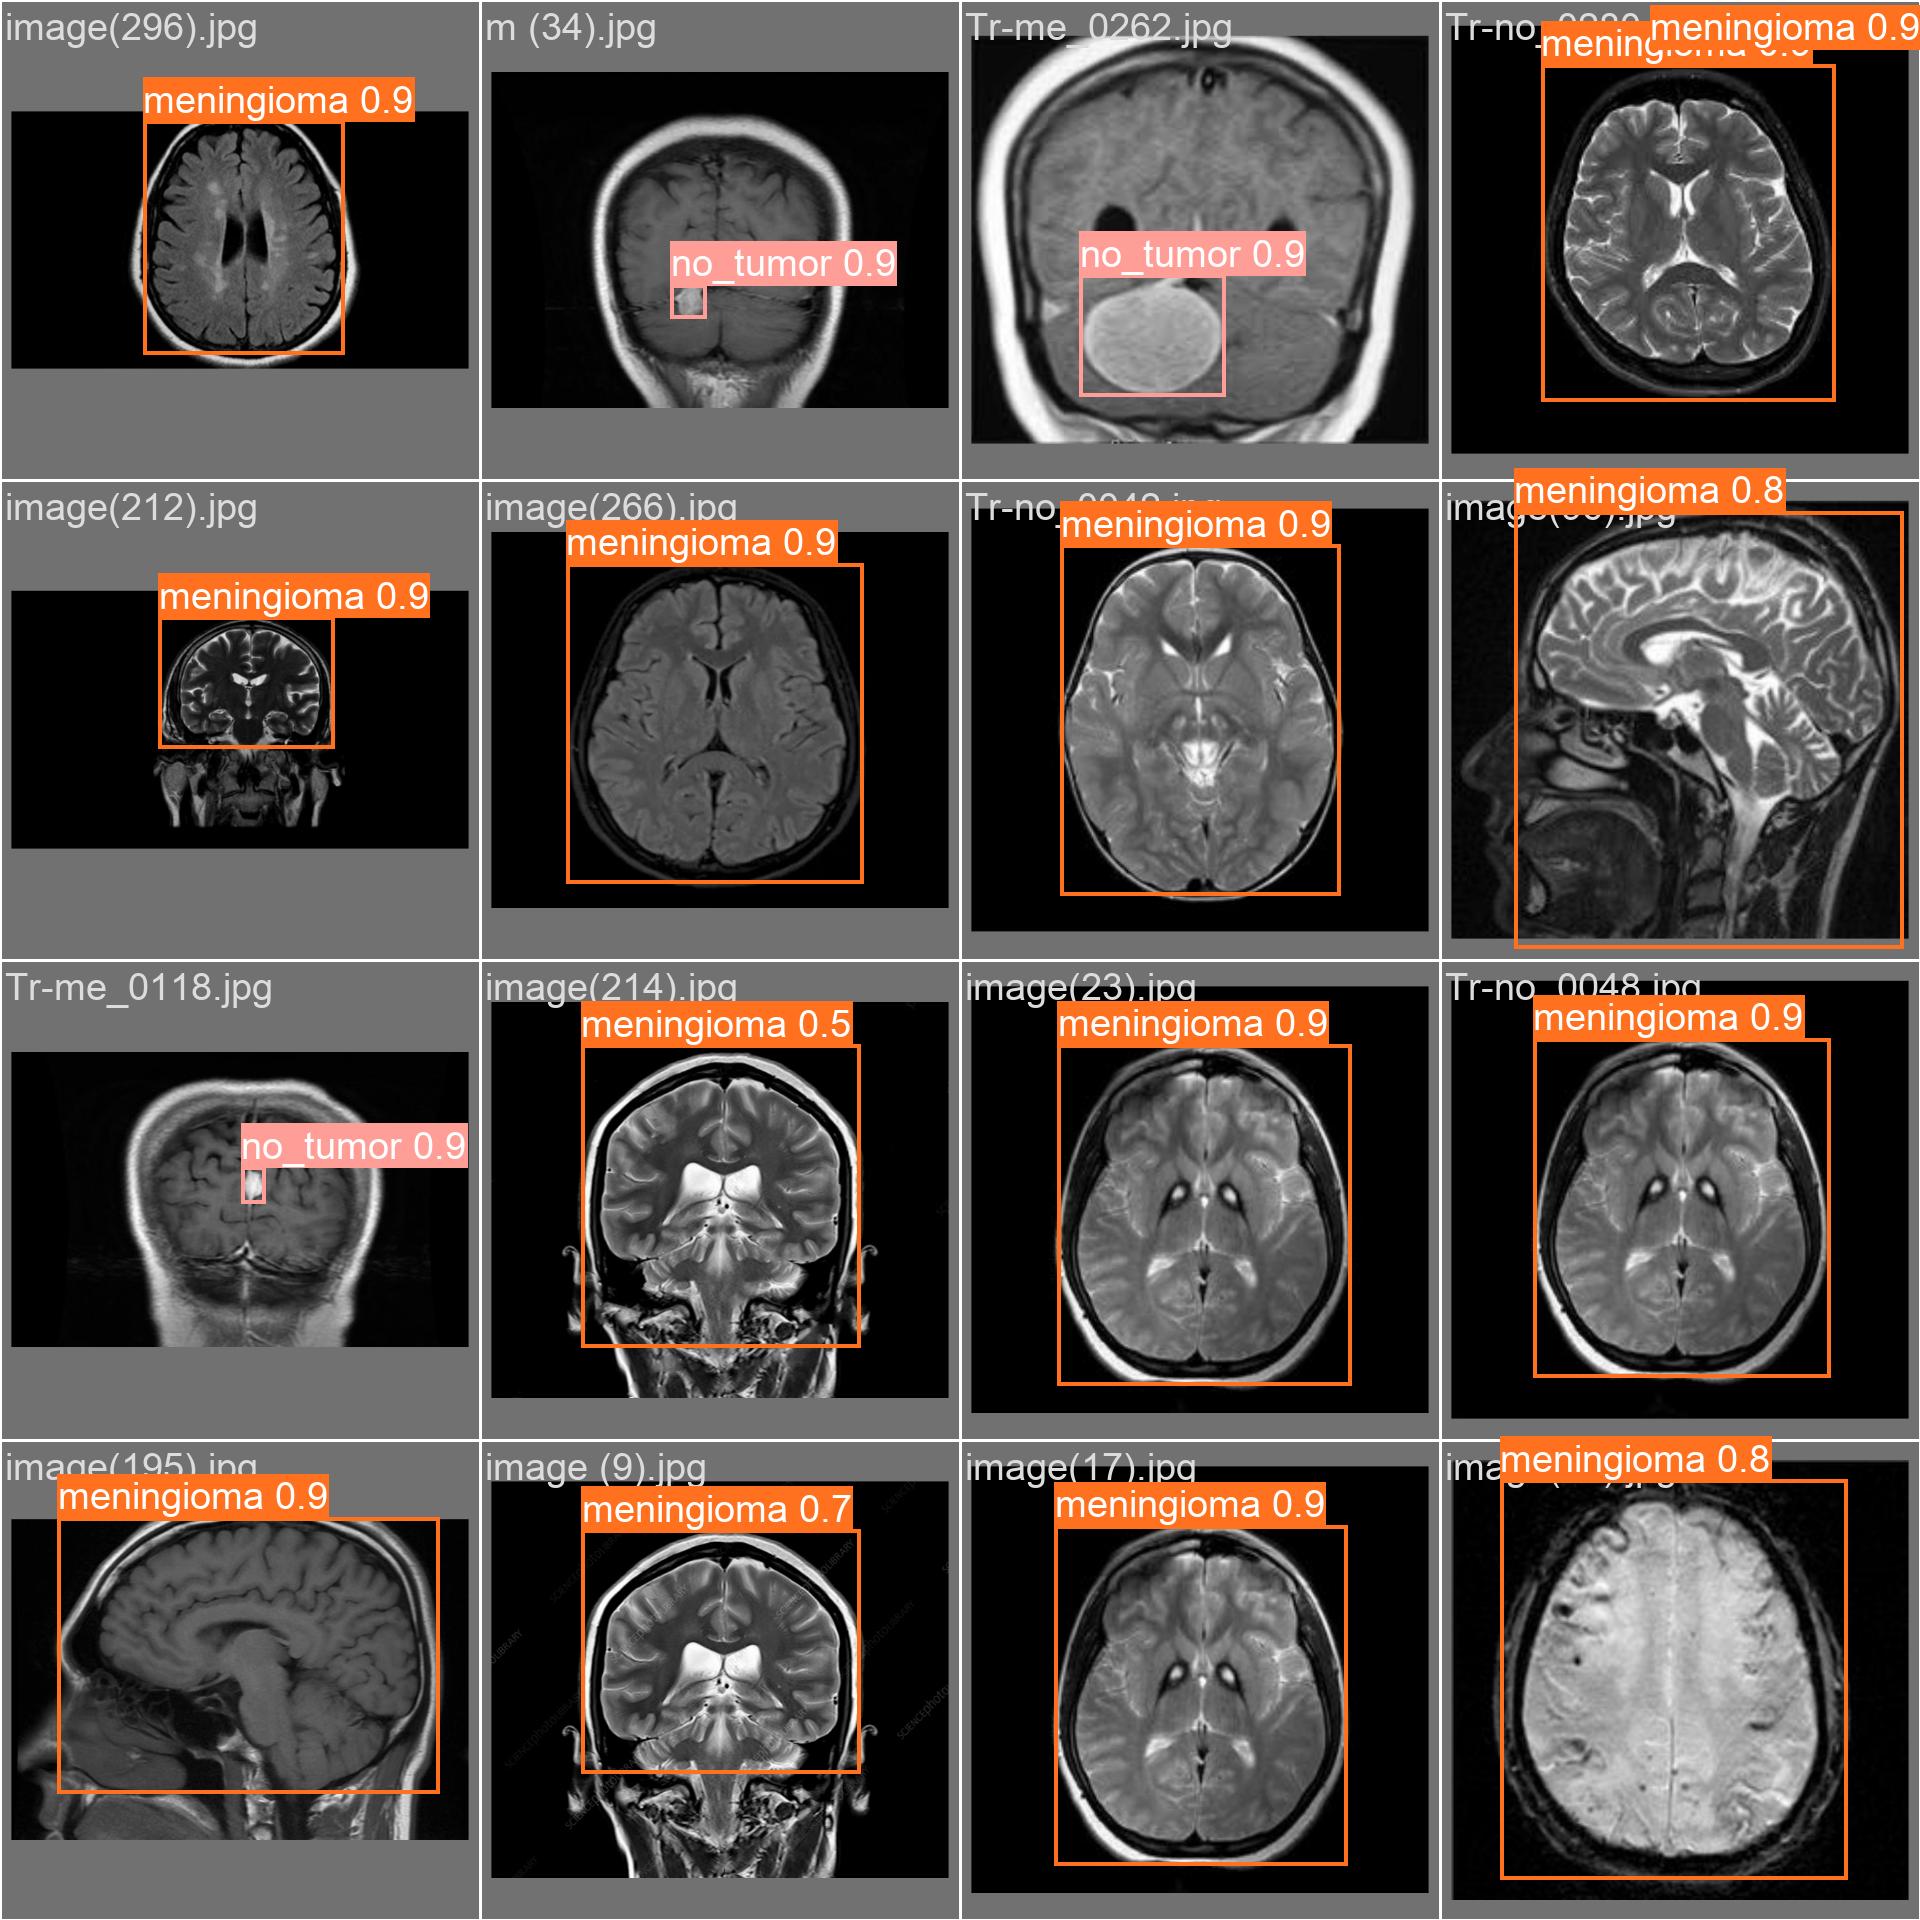 image(296).jpg
meningioma 0.9
m (34).jpg
no_tumor 0.9
Tr-me_0262.jpg
no_tumor 0.9
meningioma 0.9
image(212).jpg
meningioma 0.9
image(266).jpg
meningioma 0.9
meningioma 0.9
meningioma 0.8
Tr-me_0118.jpg
no_tumor 0.9
image(214).jpg
meningioma 0.5
image(23).jpg
meningioma 0.9
Tr-no_0048.jpg
meningioma 0.9
image(195).jpg
meningioma 0.9
image (9).jpg
meningioma 0.7
image(17).jpg
meningioma 0.9
meningioma 0.8